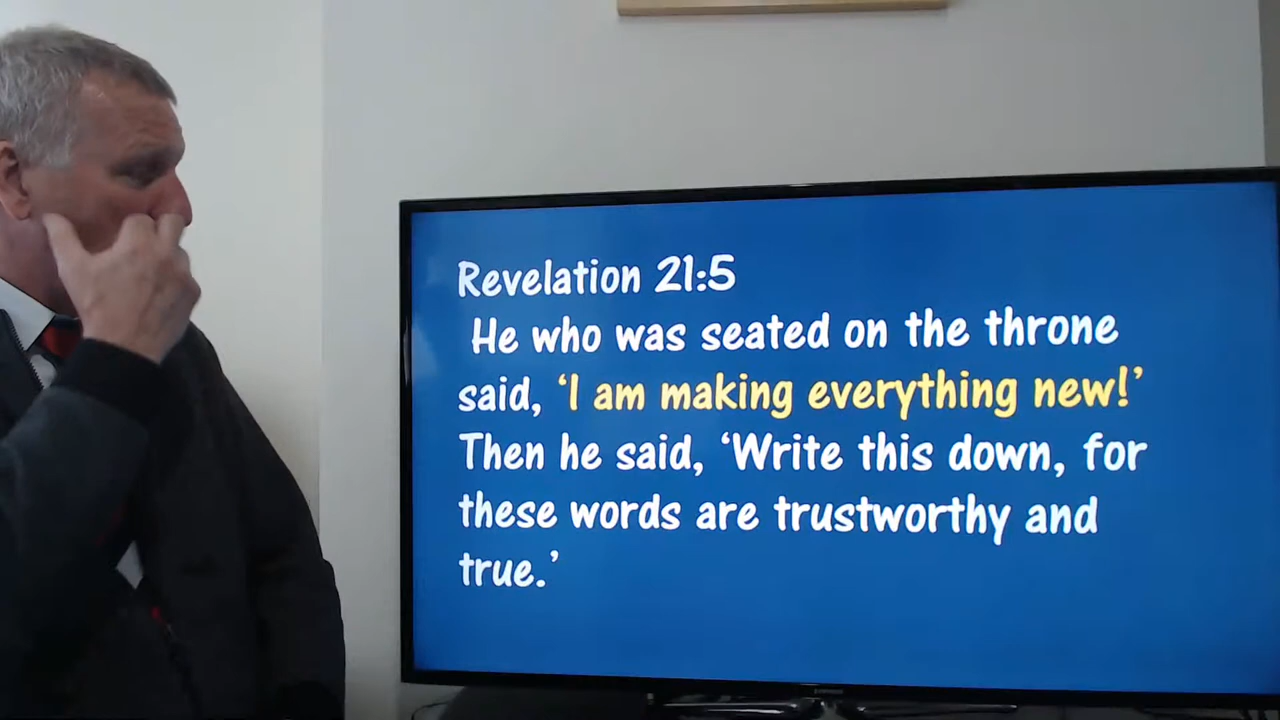 Revelation 21:5
He who was seated on the throne
said, ‘I am making everything new!’
Then he said, ‘Write this down, for
these words are trustworthy and
true.’